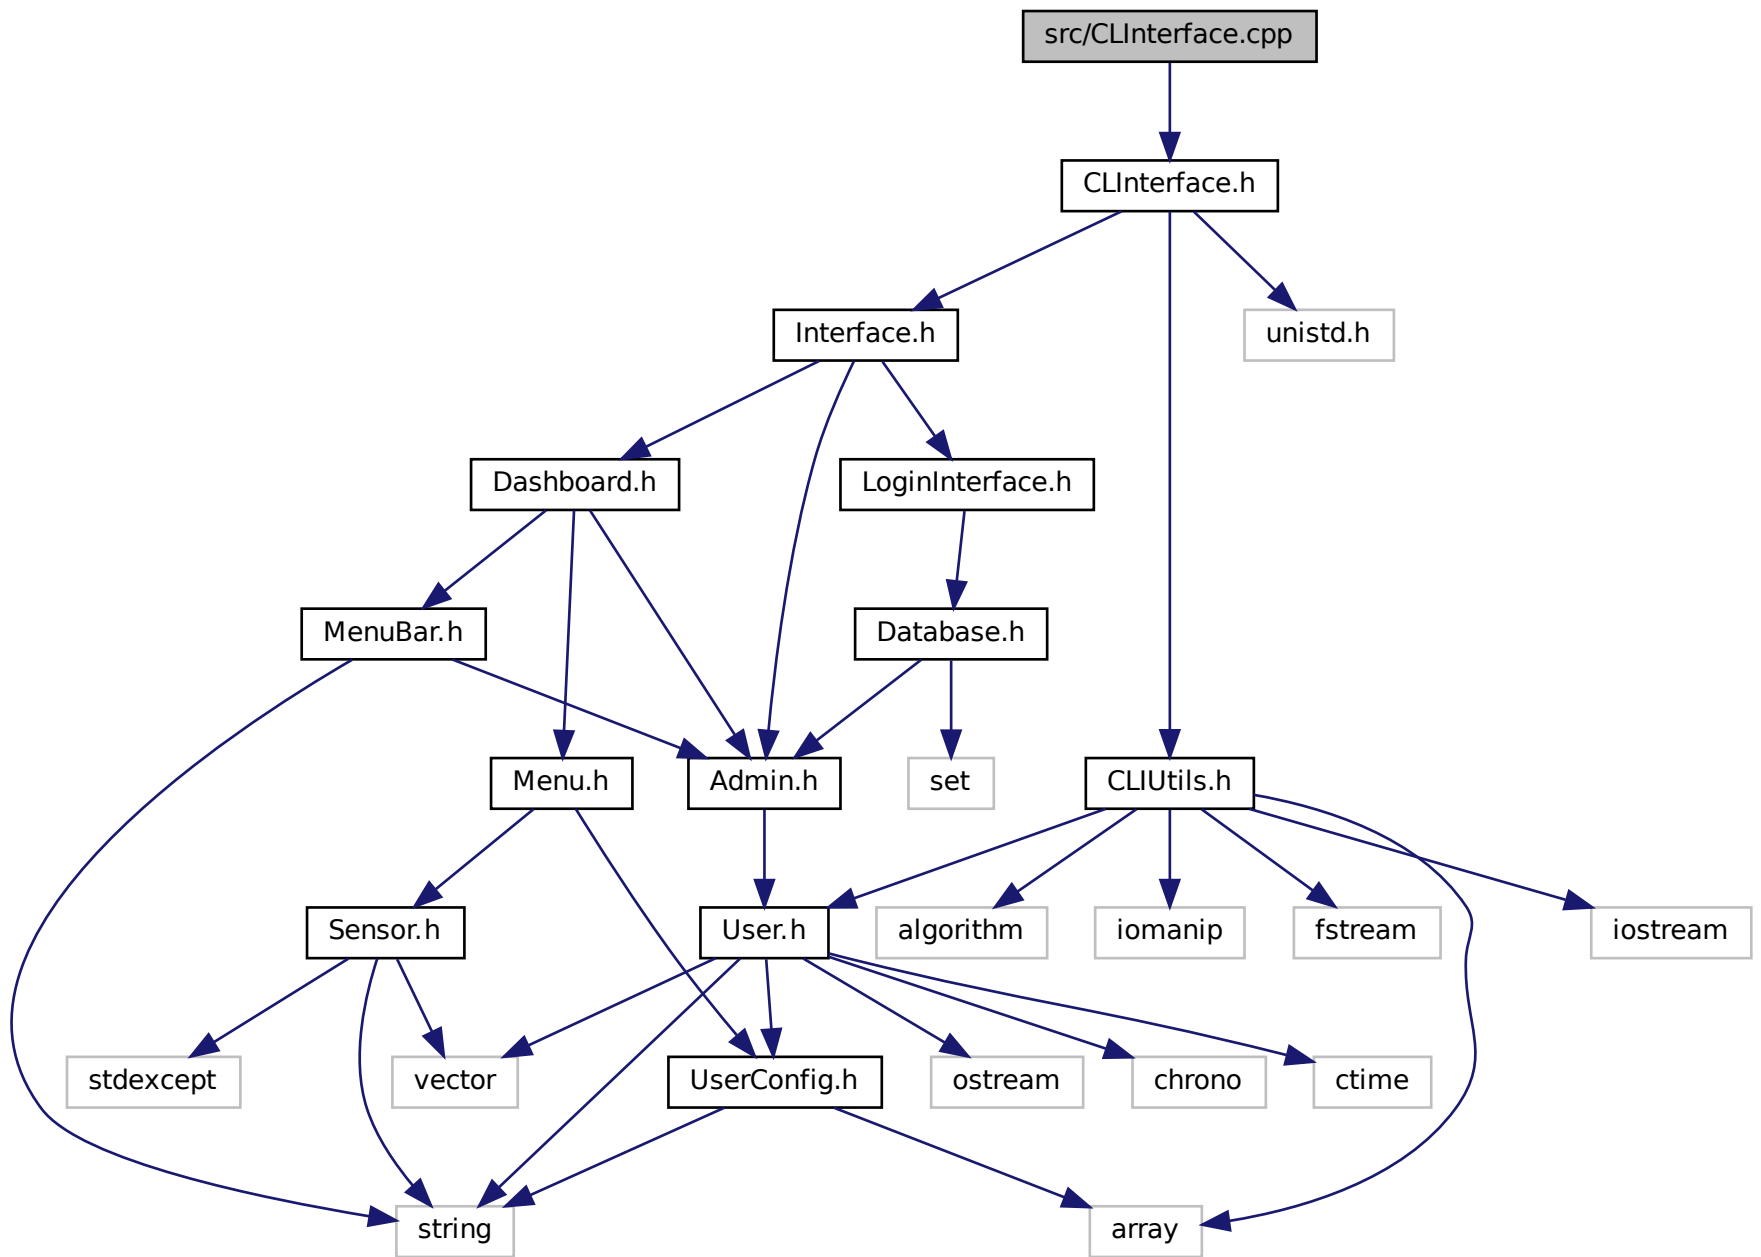 src/CLInterface.cpp
CLInterface.h
Interface.h
unistd.h
Dashboard.h
LoginInterface.h
MenuBar.h
Database.h
Menu.h
Admin.h
set
CLIUtils.h
Sensor.h
User.h
algorithm
iomanip
fstream
iostream
stdexcept
vector
UserConfig.h
ostream
chrono
ctime
string
array